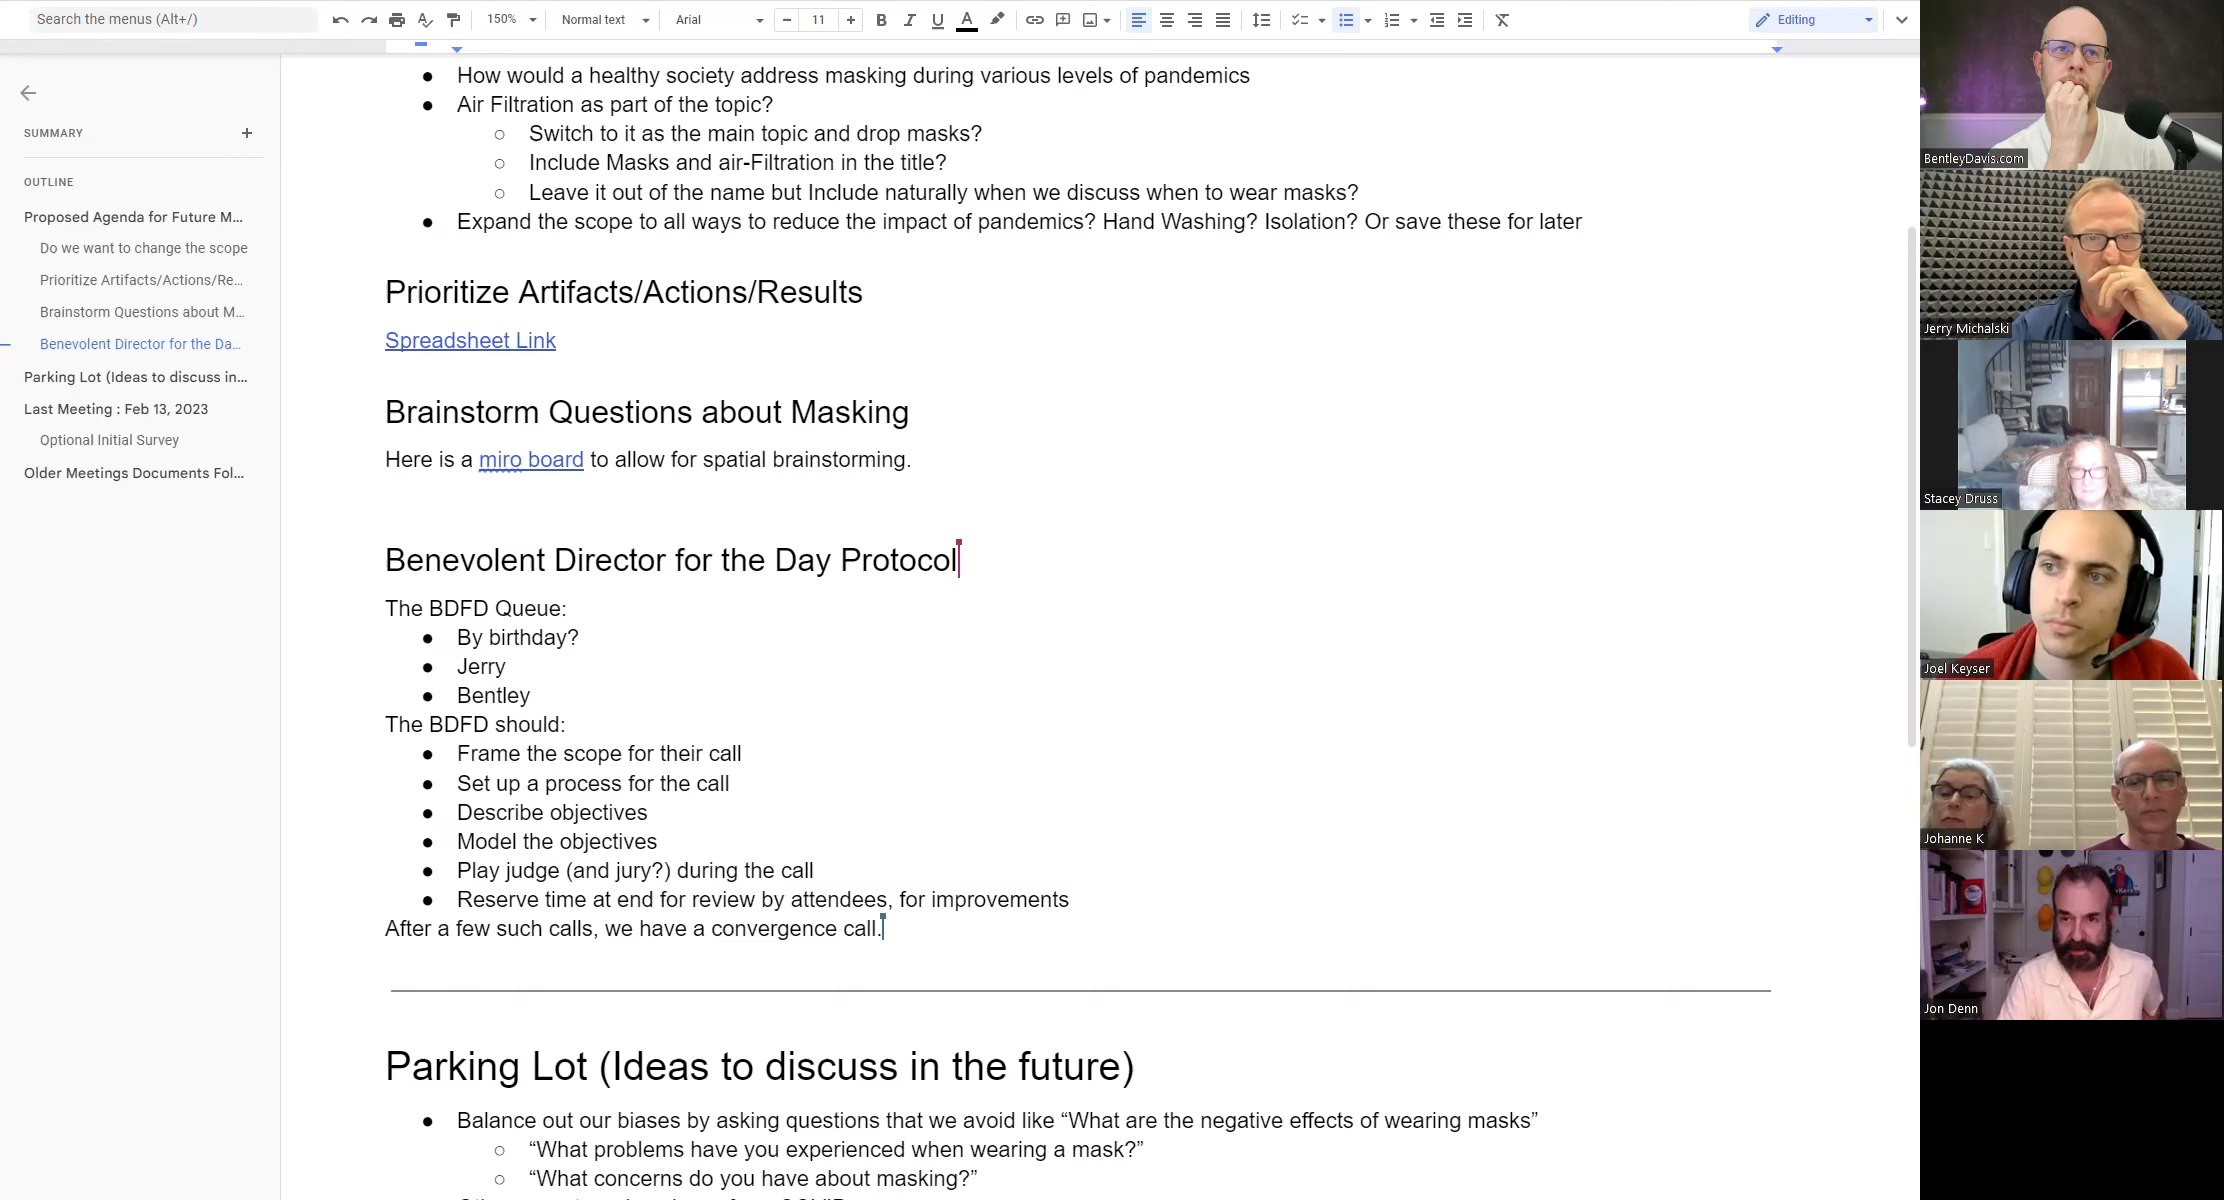 Search the menus (Alt+/)
150%
Normal text
Arial
11
Editing
SUMMARY
OUTLINE
Proposed Agenda for Future M...
Do we want to change the scope
Prioritize Artifacts/Actions/Re...
Brainstorm Questions about M...
Benevolent Director for the Da...
Parking Lot (Ideas to discuss in...
Last Meeting : Feb 13, 2023
Optional Initial Survey
Older Meetings Documents Fol...
● How would a healthy society address masking during various levels of pandemics
● Air Filtration as part of the topic?
○ Switch to it as the main topic and drop masks?
○ Include Masks and air-Filtration in the title?
○ Leave it out of the name but Include naturally when we discuss when to wear masks?
● Expand the scope to all ways to reduce the impact of pandemics? Hand Washing? Isolation? Or save these for later
Prioritize Artifacts/Actions/Results
Spreadsheet Link
Brainstorm Questions about Masking
Here is a miro board to allow for spatial brainstorming.
Benevolent Director for the Day Protocol
The BDFD Queue:
● By birthday?
● Jerry
● Bentley
The BDFD should:
● Frame the scope for their call
● Set up a process for the call
● Describe objectives
● Model the objectives
● Play judge (and jury?) during the call
● Reserve time at end for review by attendees, for improvements
After a few such calls, we have a convergence call.
Parking Lot (Ideas to discuss in the future)
● Balance out our biases by asking questions that we avoid like “What are the negative effects of wearing masks”
○ “What problems have you experienced when wearing a mask?”
○ “What concerns do you have about masking?”
BentleyDavis.com
Jerry Michalski
Stacey Druss
Joel Keyser
Johanne K
Jon Denn